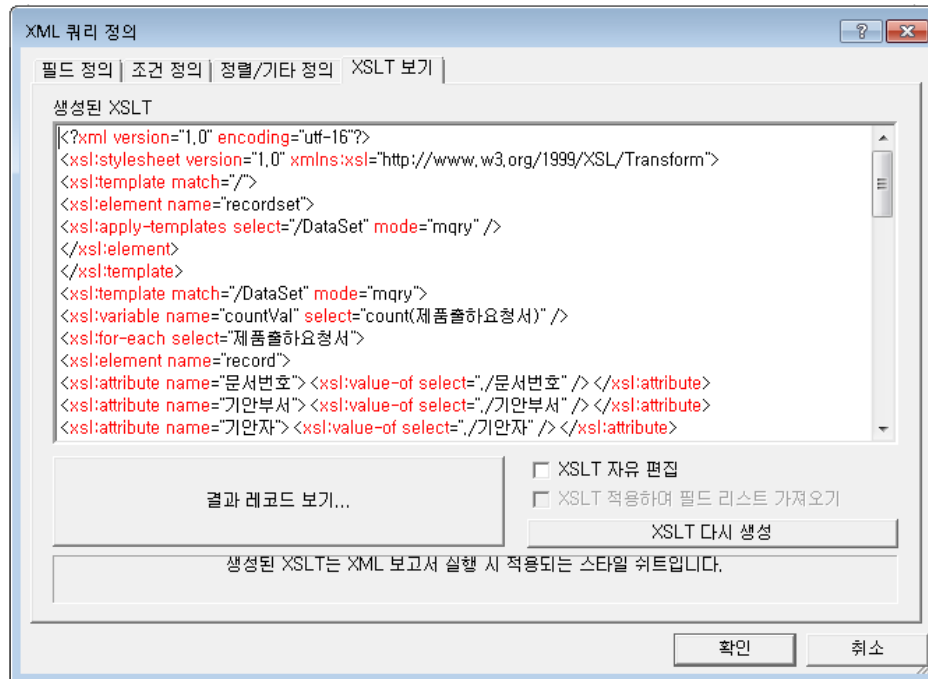 XML 쿼리 정의
필드 정의 조건 정의 정렬/기타 정의 XSLT 보기
생성된 XSLT
<?xml version="1.0" encoding="utf-16"?>
<xsl:stylesheet version="1.0" xmlns:xsl="http://www.w3.org/1999/XSL/Transform">
<xsl:template match="/">
<xsl:element name="recordset">
<xsl:apply-templates select="/DataSet" mode="mqry" />
</xsl:element>
</xsl:template>
<xsl:template match="/DataSet" mode="mqry">
<xsl:variable name="countVal" select="count(제품출하요청서)" />
<xsl:for-each select="제품출하요청서">
<xsl:element name="record">
<xsl:attribute name="문서번호"><xsl:value-of select="./문서번호" /></xsl:attribute>
<xsl:attribute name="기안부서"><xsl:value-of select="./기안부서" /></xsl:attribute>
<xsl:attribute name="기안자"><xsl:value-of select="./기안자" /></xsl:attribute>
결과 레코드 보기...
XSLT 자유 편집
XSLT 적용하며 필드 리스트 가져오기
XSLT 다시 생성
생성된 XSLT는 XML 보고서 실행 시 적용되는 스타일 쉬트입니다.
확인 취소